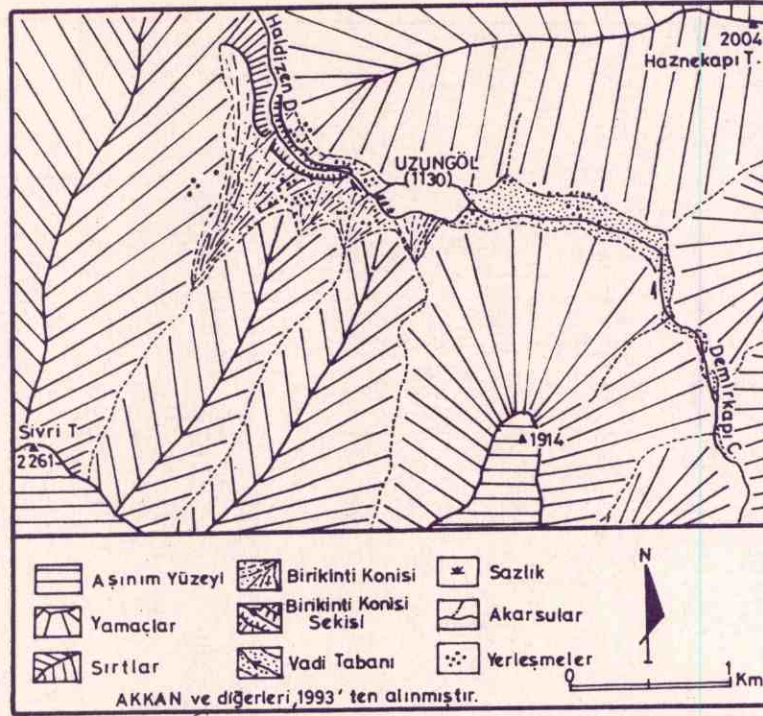 Haldizen D.
2004
Haznekapı T.
UZUNGÖL
(1130)
Demirkapı C.
Sivri T.
2261
1914
Aşınım Yüzeyi
Yamaçlar
Sırtlar
Birikinti Konisi
Birikinti Konisi
Sekisi
Vadi Tabanı
Sazlık
Akarsular
Yerleşmeler
N
0 1
Km
AKKAN ve diğerleri,1993' ten alınmıştır.